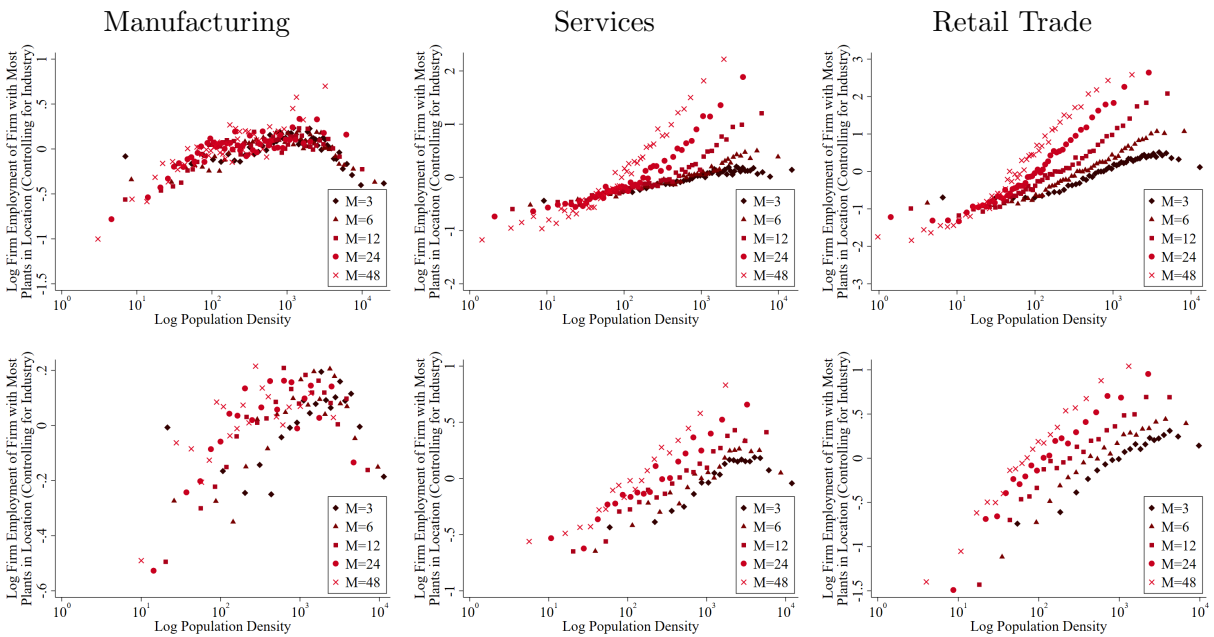 Manufacturing
Services
Retail Trade
Log Firm Employment of Firm with Most
Plants in Location (Controlling for Industry)
-1.5
-1
-.5
0
.5
1
M=3
M=6
M=12
M=24
M=48
10^0
10^1
10^2
10^3
10^4
Log Population Density
Log Firm Employment of Firm with Most
Plants in Location (Controlling for Industry)
-2
-1
0
1
2
M=3
M=6
M=12
M=24
M=48
10^0
10^1
10^2
10^3
10^4
Log Population Density
Log Firm Employment of Firm with Most
Plants in Location (Controlling for Industry)
-3
-2
-1
0
1
2
3
M=3
M=6
M=12
M=24
M=48
10^0
10^1
10^2
10^3
10^4
Log Population Density
Log Firm Employment of Firm with Most
Plants in Location (Controlling for Industry)
-.6
-.4
-.2
0
.2
M=3
M=6
M=12
M=24
M=48
10^0
10^1
10^2
10^3
10^4
Log Population Density
Log Firm Employment of Firm with Most
Plants in Location (Controlling for Industry)
-1
-.5
0
.5
1
M=3
M=6
M=12
M=24
M=48
10^0
10^1
10^2
10^3
10^4
Log Population Density
Log Firm Employment of Firm with Most
Plants in Location (Controlling for Industry)
-1.5
-1
-.5
0
.5
1
M=3
M=6
M=12
M=24
M=48
10^0
10^1
10^2
10^3
10^4
Log Population Density